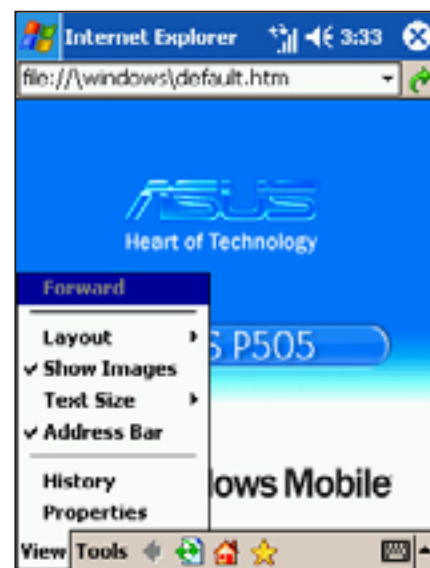 Internet Explorer 3:33
file://\windows\default.htm
ASUS
Heart of Technology
Forward
Layout
S P505
Show Images
Text Size
Address Bar
History
ows Mobile
Properties
View Tools